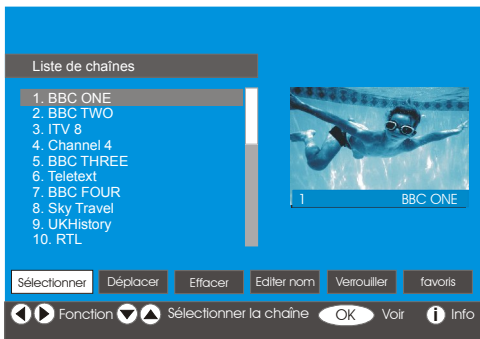 Liste de chaînes
1. BBC ONE
2. BBC TWO
3. ITV 8
4. Channel 4
5. BBC THREE
6. Teletext
7. BBC FOUR
8. Sky Travel
9. UKHistory
10. RTL
1 BBC ONE
Sélectionner Déplacer Effacer Editer nom Verrouiller favoris
Fonction Sélectionner la chaîne OK Voir i Info